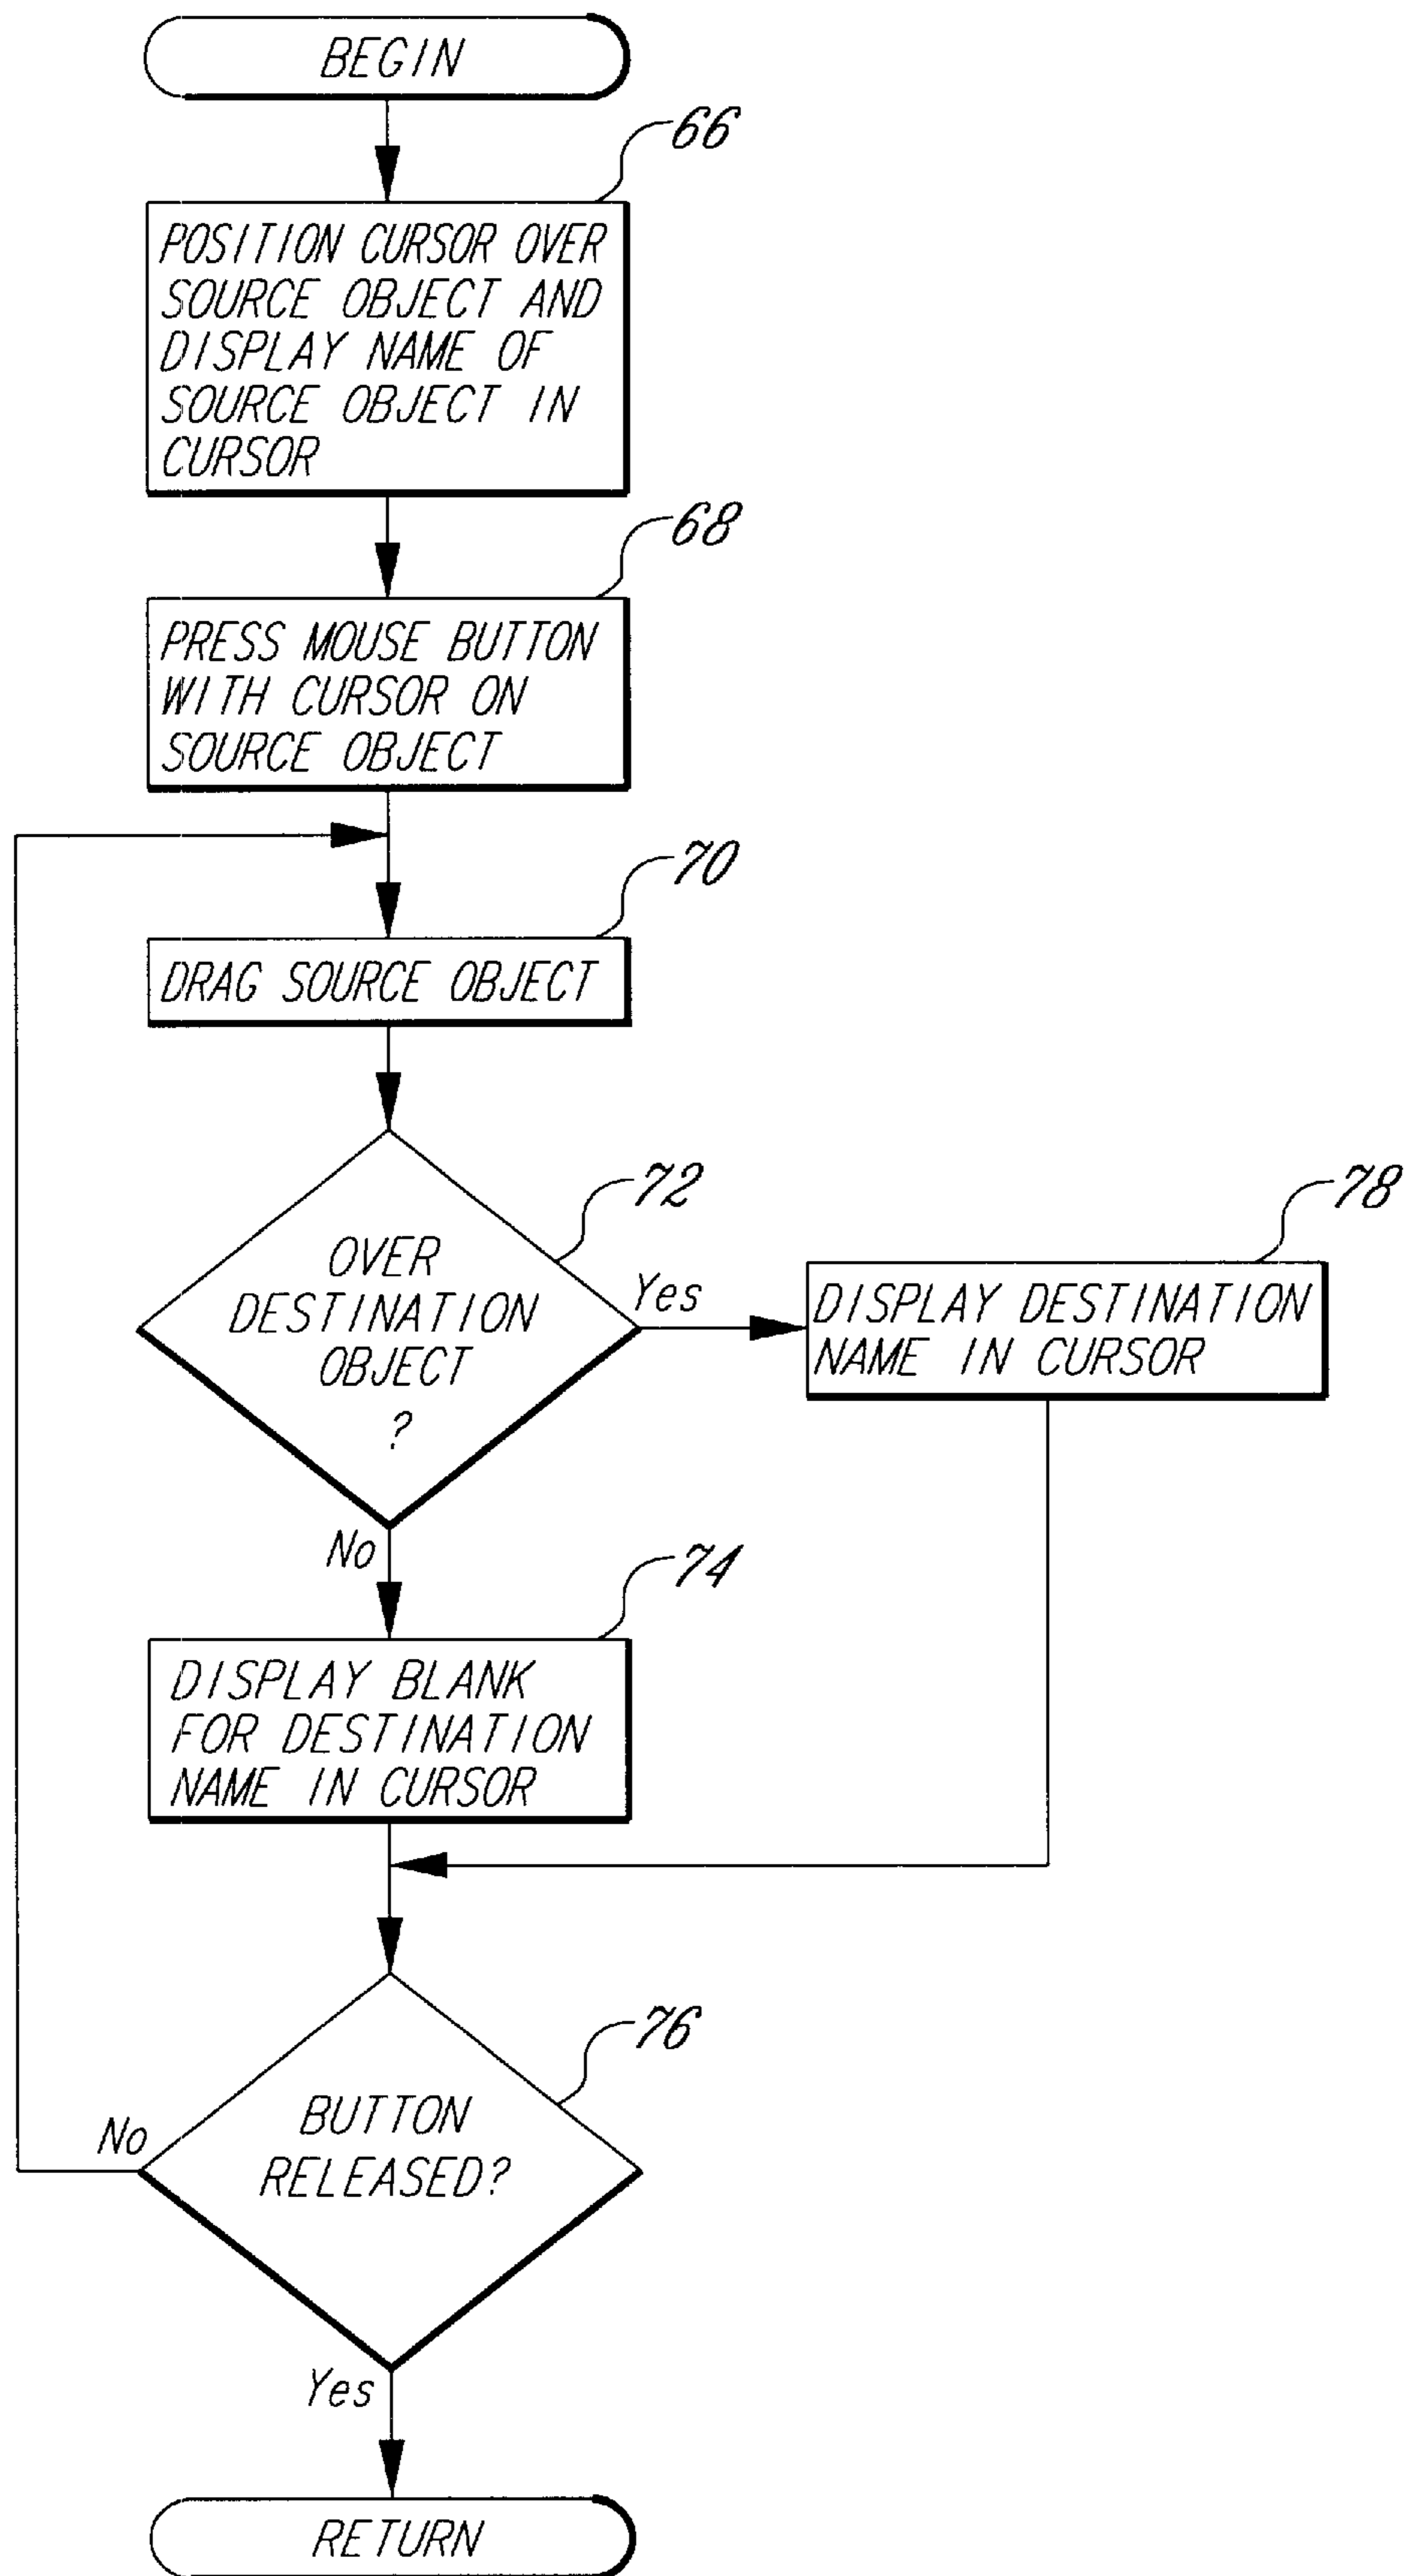 BEGIN
66
POSITION CURSOR OVER
SOURCE OBJECT AND
DISPLAY NAME OF
SOURCE OBJECT IN
CURSOR
68
PRESS MOUSE BUTTON
WITH CURSOR ON
SOURCE OBJECT
70
DRAG SOURCE OBJECT
72
OVER
DESTINATION
OBJECT
?
Yes
78
DISPLAY DESTINATION
NAME IN CURSOR
No
74
DISPLAY BLANK
FOR DESTINATION
NAME IN CURSOR
76
BUTTON
RELEASED?
No
Yes
RETURN